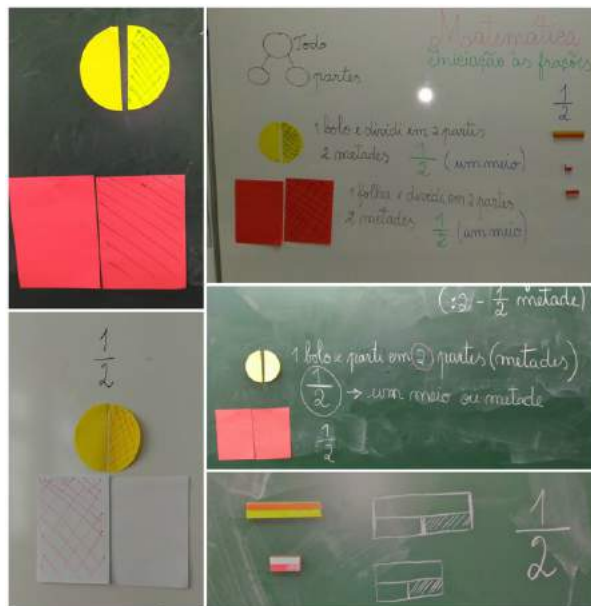 Todo
partes
Matemática
Iniciação às frações
1
2
1 bolo e dividi em 2 partes
2 metades 1/2 (um meio)
1 folha e dividi em 2 partes
2 metades 1/2 (um meio)
1
2
(:2 - 1/2 metade)
1 bolo e parti em 2 partes (metades)
1/2 → um meio ou metade
1
2
1
2